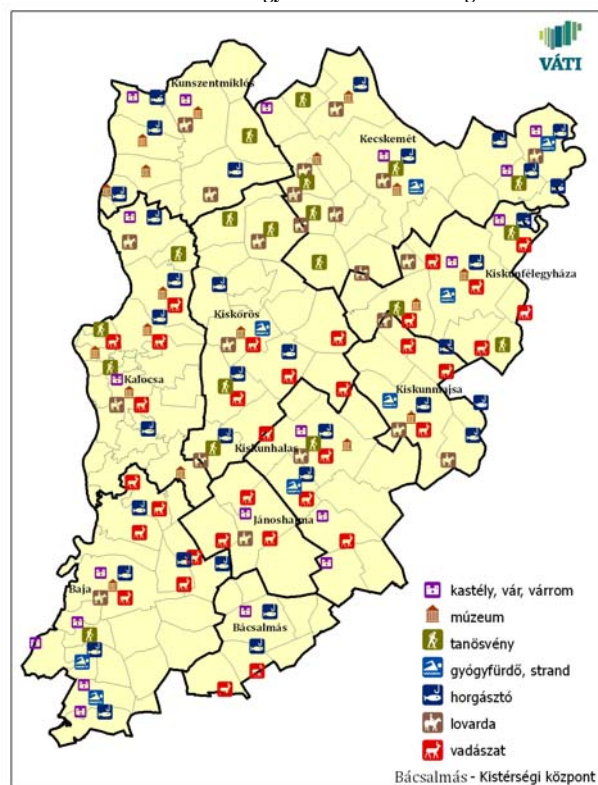 VÁTI
Kunszentmiklós
Kecskemét
Kiskunfélegyháza
Kiskőrös
Kalocsa
Kiskunmajsa
Kiskunhalas
Jánoshalma
Baja
Bácsalmás
kastély, vár, várrom
múzeum
tanösvény
gyógyfürdő, strand
horgásztó
lovarda
vadászat
Bácsalmás - Kistérségi központ